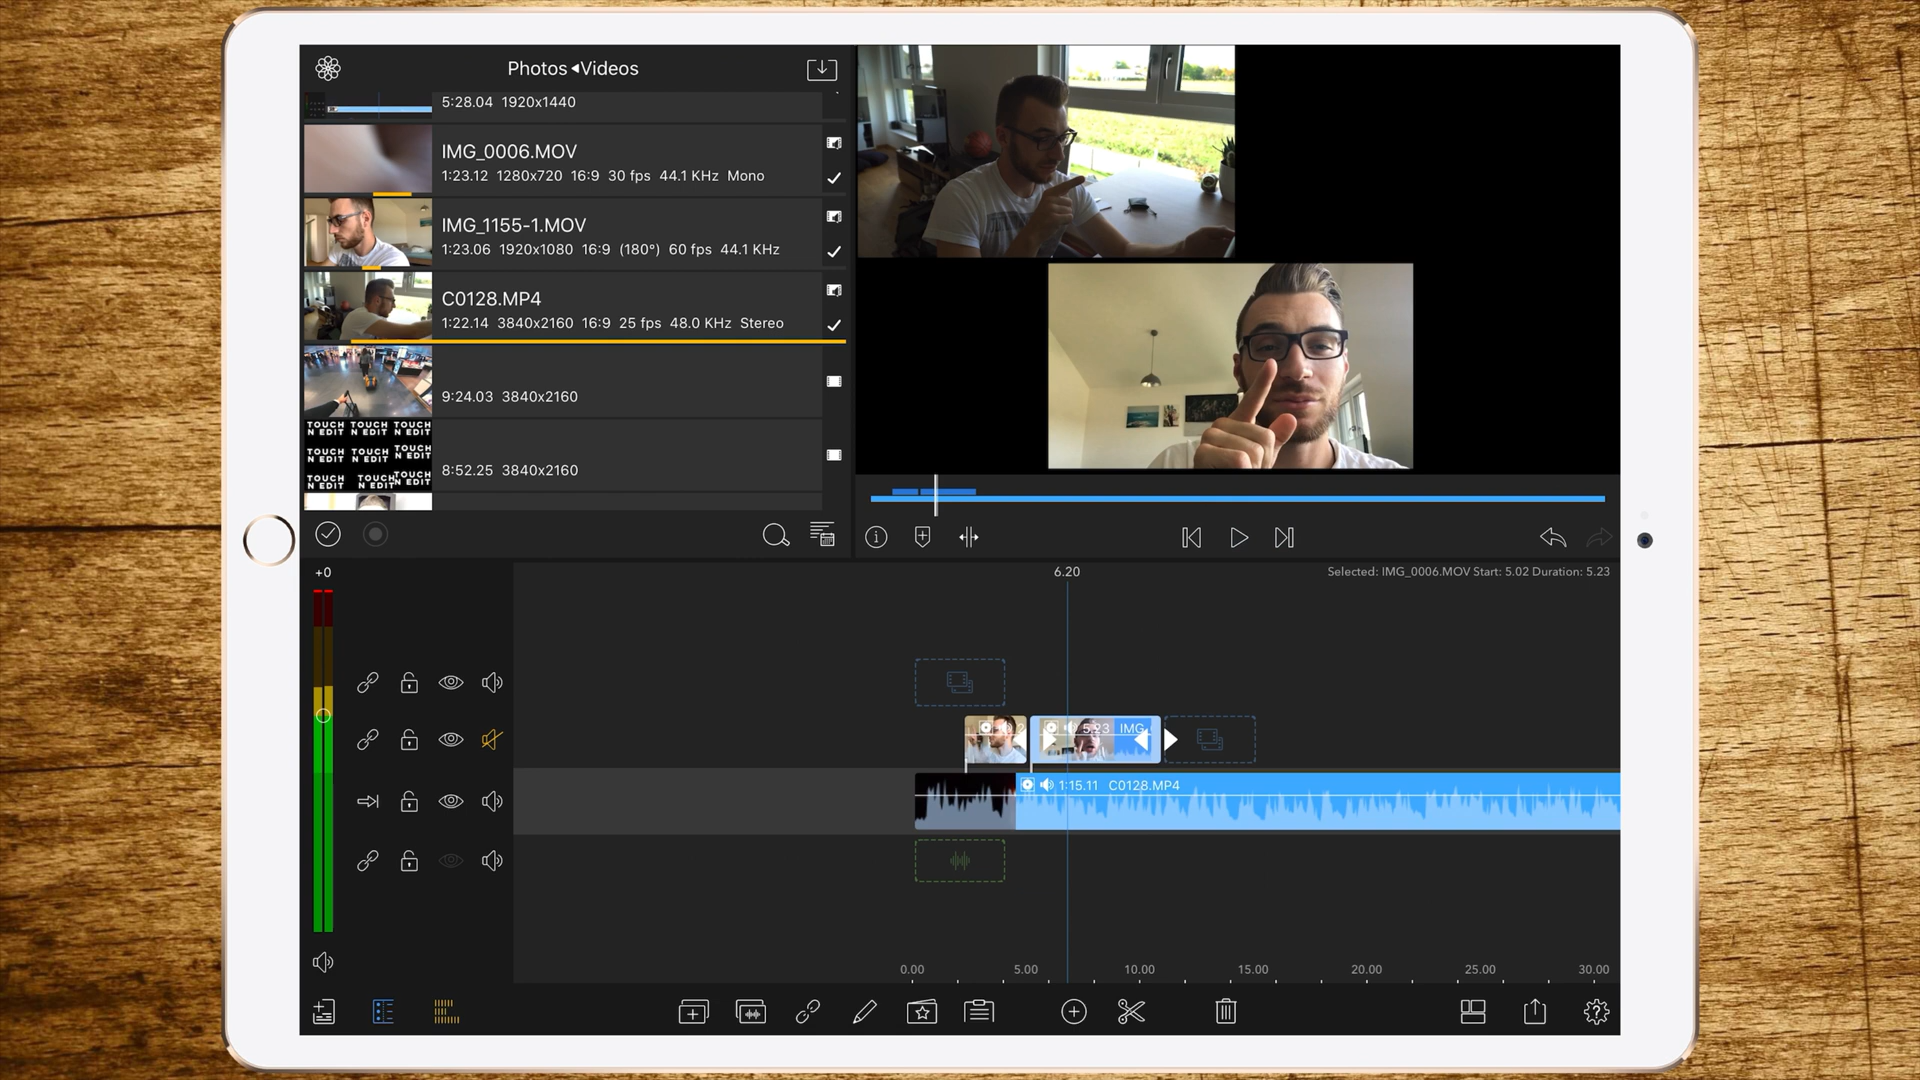 Photos ◂Videos
5:28.04 1920x1440
IMG_0006.MOV
1:23.12 1280x720 16:9 30 fps 44.1 KHz Mono
IMG_1155-1.MOV
1:23.06 1920x1080 16:9 (180°) 60 fps 44.1 KHz
C0128.MP4
1:22.14 3840x2160 16:9 25 fps 48.0 KHz Stereo
9:24.03 3840x2160
TOUCH TOUCH TOUCH
N EDIT N EDIT N EDIT
TOUCH TOUCH TOUCH
N EDIT N EDIT N EDIT
TOUCH TOUCH TOUCH
N EDIT N EDIT N EDIT
8:52.25 3840x2160
+0
6.20
Selected: IMG_0006.MOV Start: 5.02 Duration: 5.23
5.23 IMG
1:15.11 C0128.MP4
0.00 5.00 10.00 15.00 20.00 25.00 30.00